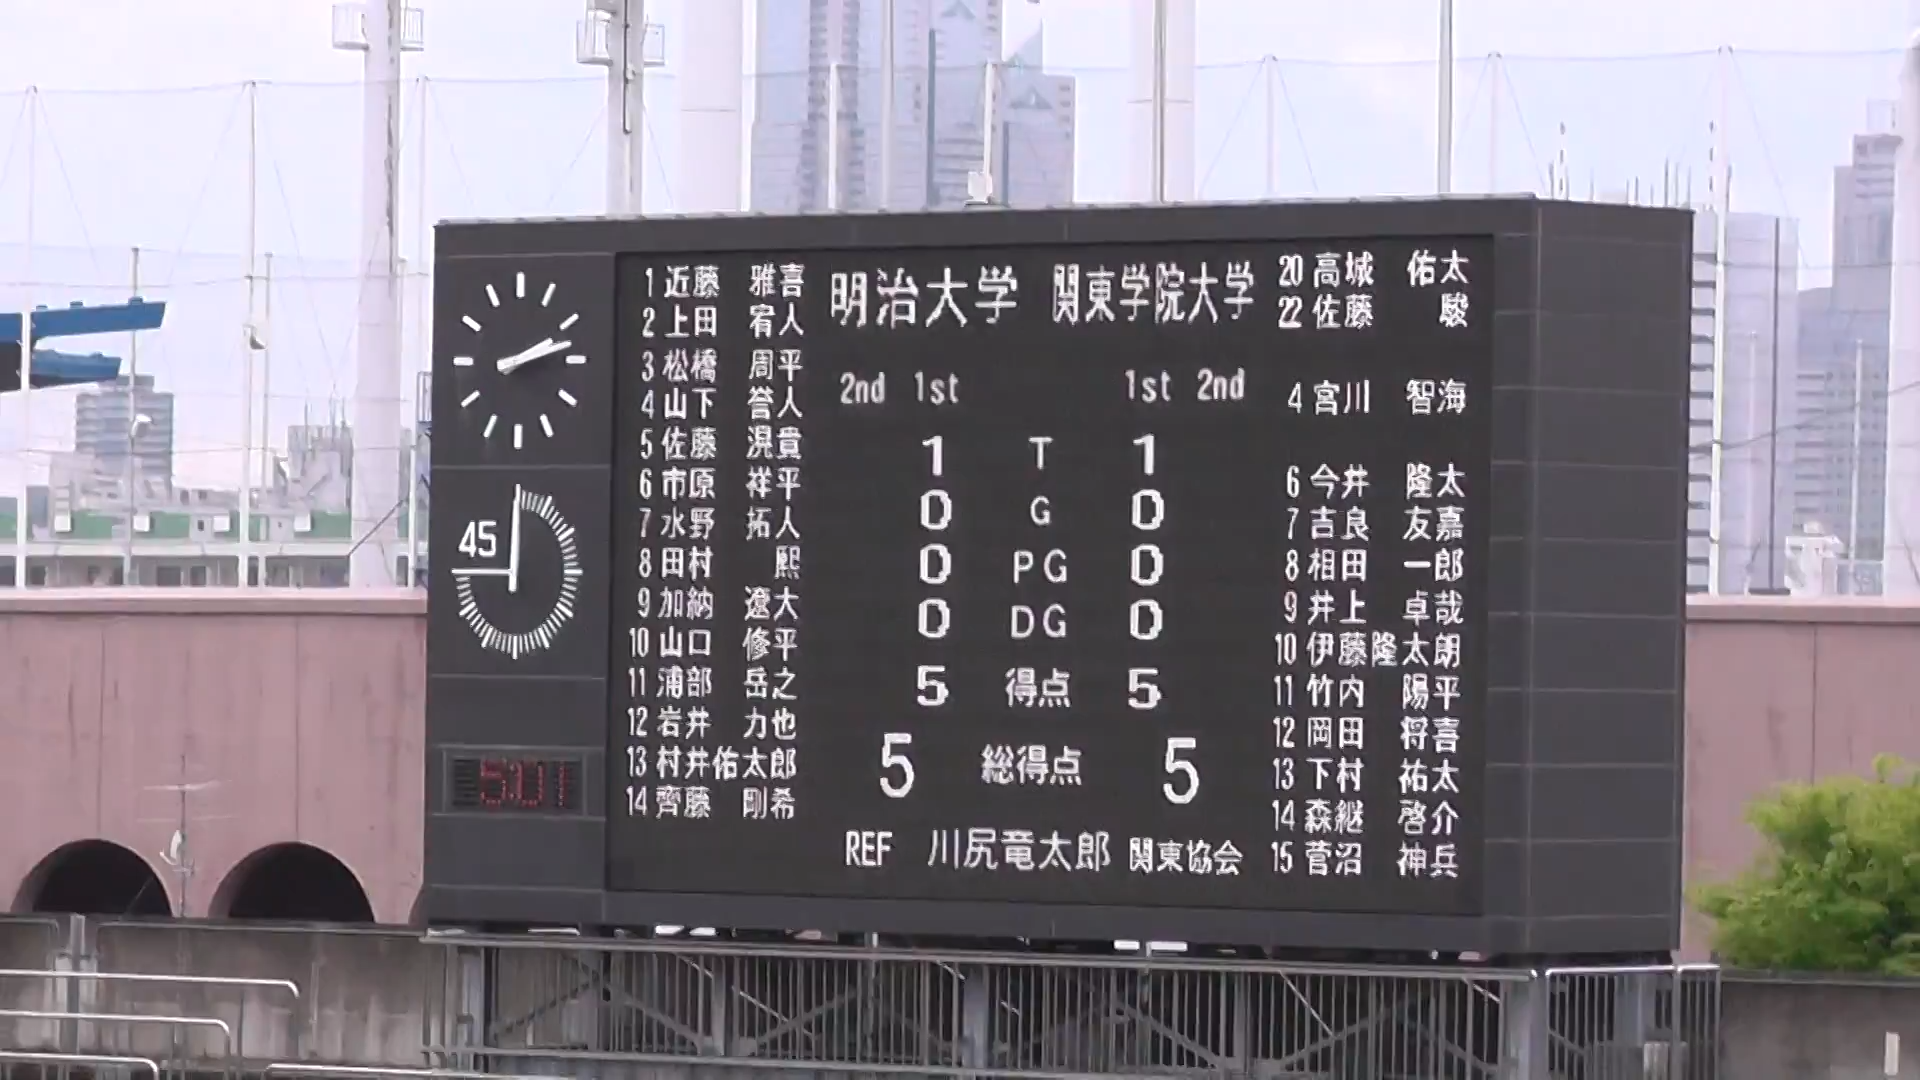 明治大学 関東学院大学
1 近藤 雅喜
2 上田 宥人
3 松橋 周平
4 山下 誉人
5 佐藤 滉貴
6 市原 祥平
7 水野 拓人
8 田村 熙
9 加納 遼大
10 山口 修平
11 浦部 岳之
12 岩井 力也
13 村井佑太郎
14 齊藤 剛希
2nd 1st 1st 2nd
1 T 1
0 G 0
0 PG 0
0 DG 0
5 得点 5
5 総得点 5
REF 川尻竜太郎 関東協会
20 高城 佑太
22 佐藤 駿
4 宮川 智海
6 今井 隆太
7 吉良 友嘉
8 相田 一郎
9 井上 卓哉
10 伊藤隆太朗
11 竹内 陽平
12 岡田 将喜
13 下村 祐太
14 森継 啓介
15 菅沼 神兵
45
5:01